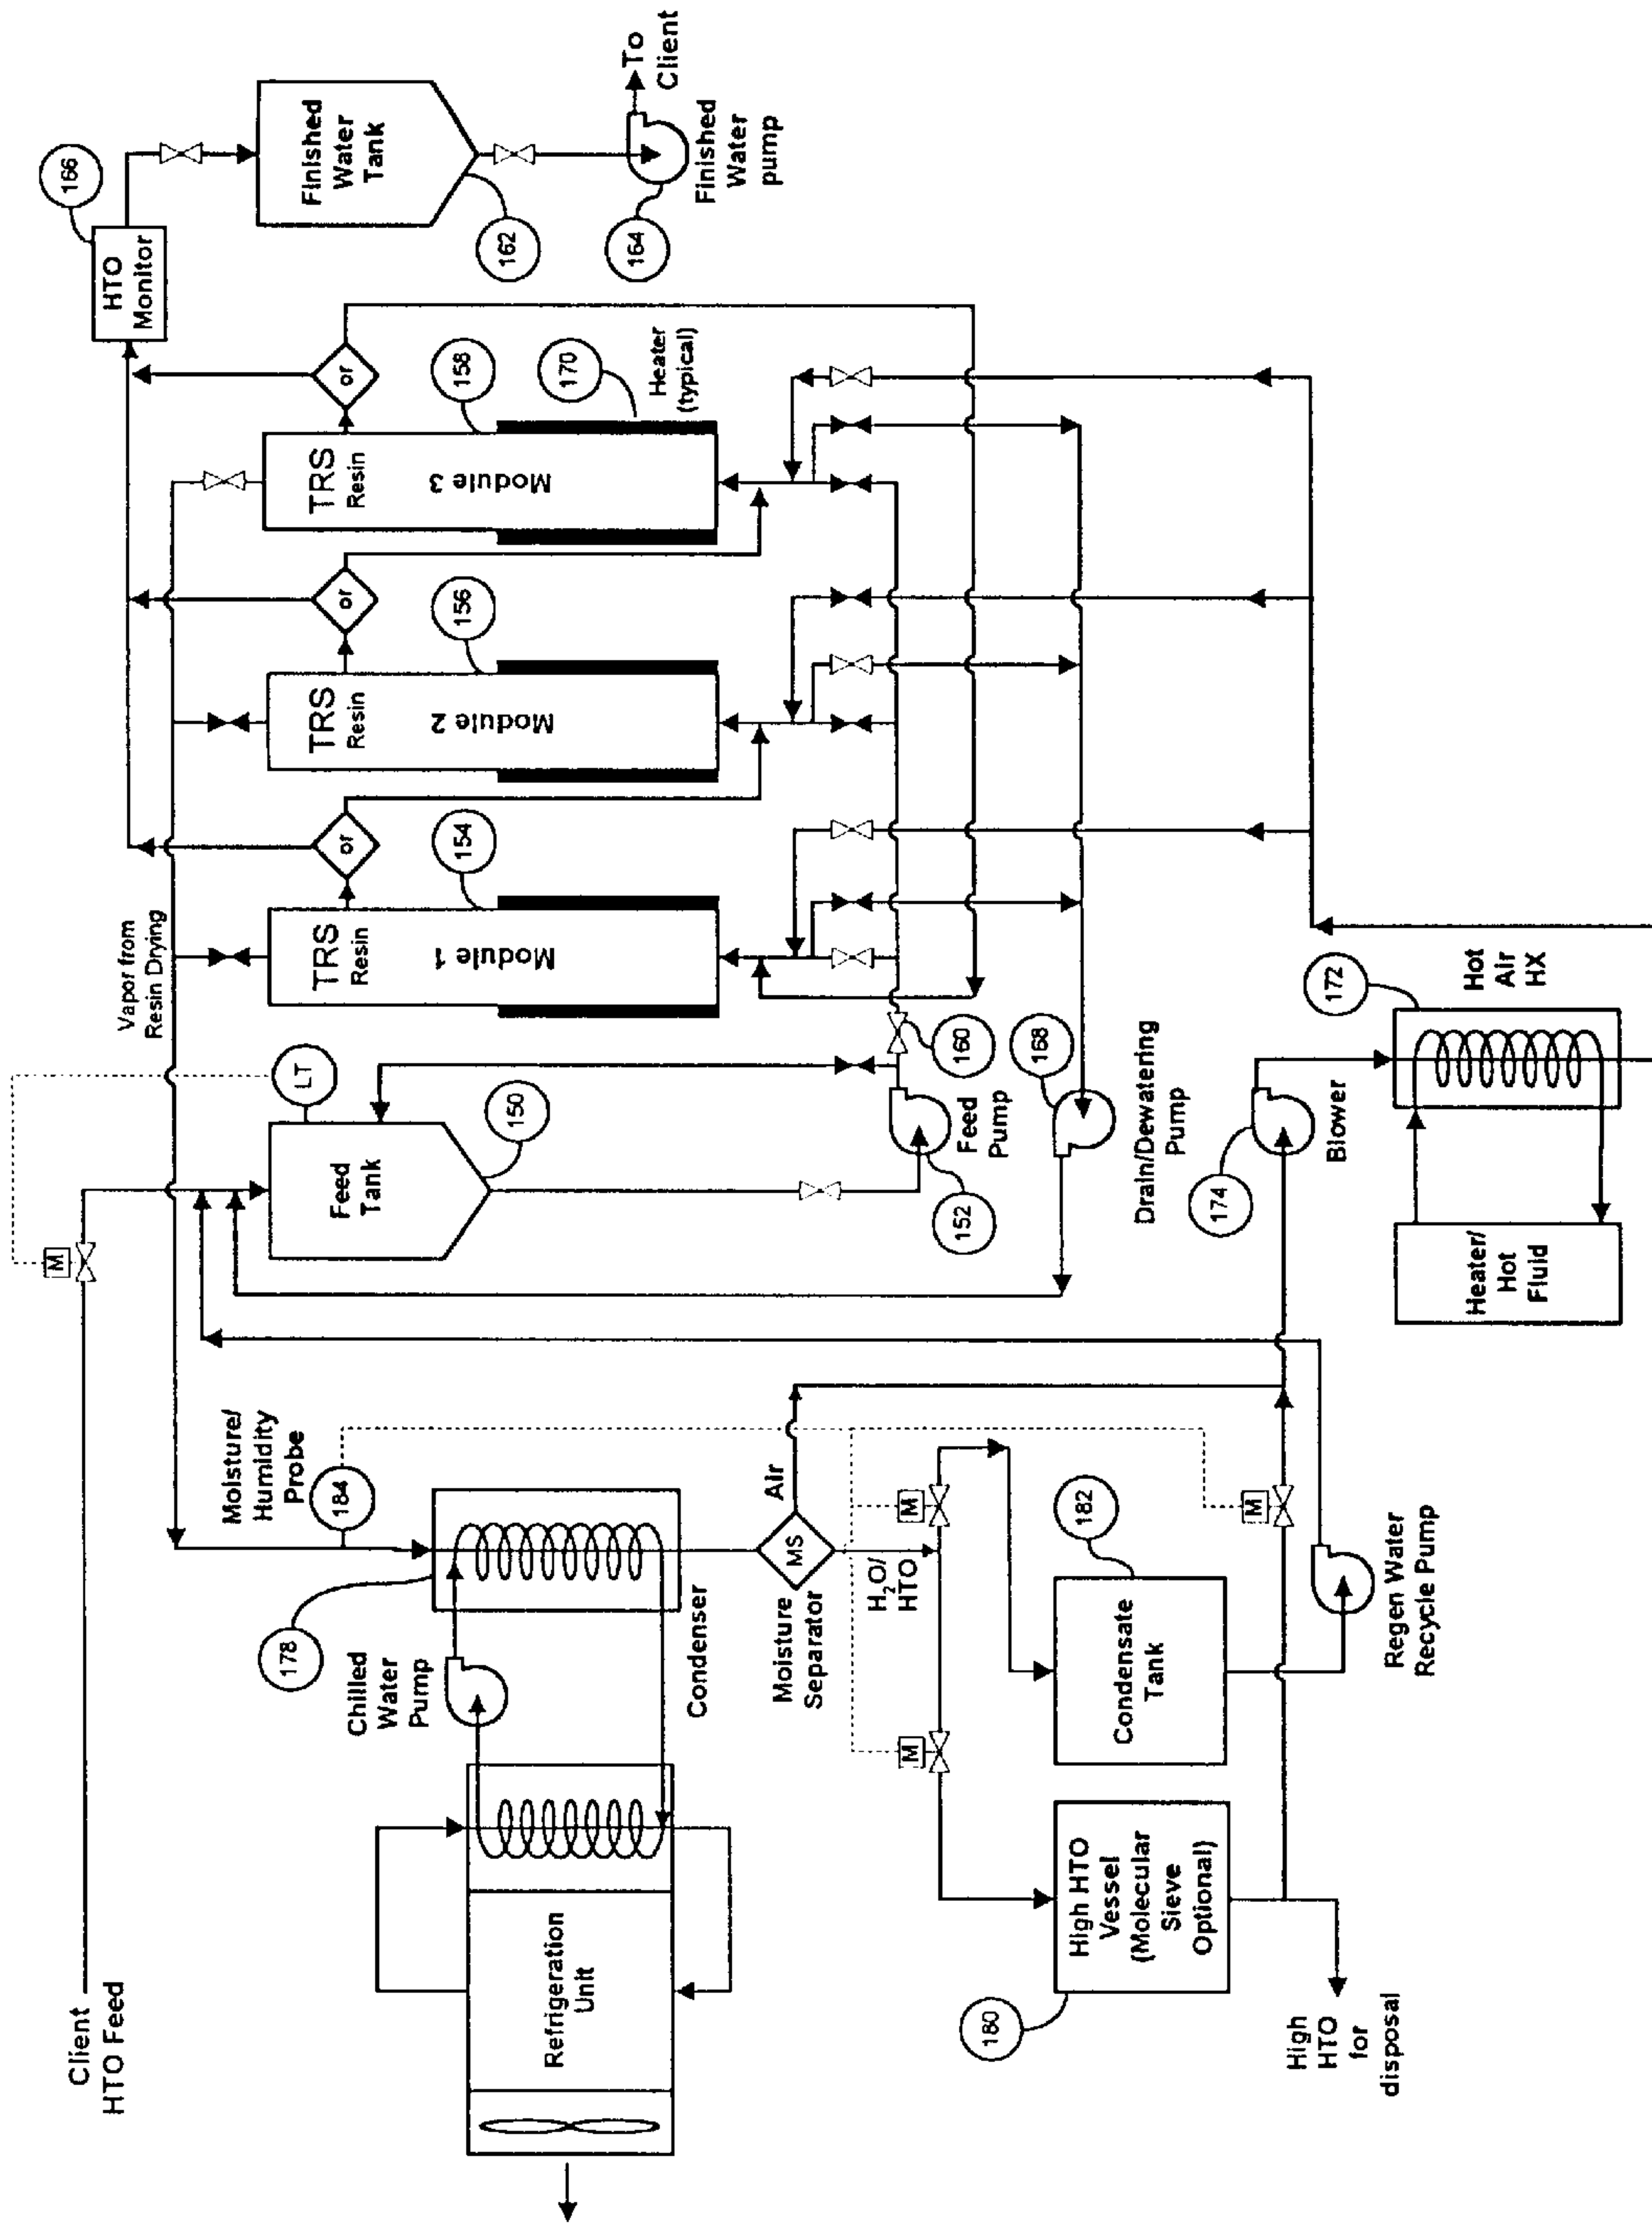 Client
HTO Feed
M
Vapor from
Resin Drying
HTO
Monitor
166
LT
Feed
Tank
150
TRS
Resin
Module 1
154
or
TRS
Resin
Module 2
156
or
TRS
Resin
Module 3
158
or
170
Heater
(typical)
Finished
Water
Tank
162
164
To
Client
Finished
Water
pump
Moisture/
Humidity
Probe
184
178
Chilled
Water
Pump
Condenser
Refrigeration
Unit
Feed
Pump
152
160
168
Drain/Dewatering
Pump
Moisture
Separator
MS
Air
H2O/
HTO
M
M
M
182
Condensate
Tank
180
High HTO
Vessel
(Molecular
Sieve
Optional)
High
HTO
for
disposal
Regen Water
Recycle Pump
174
Blower
172
Hot
Air
HX
Heater/
Hot
Fluid